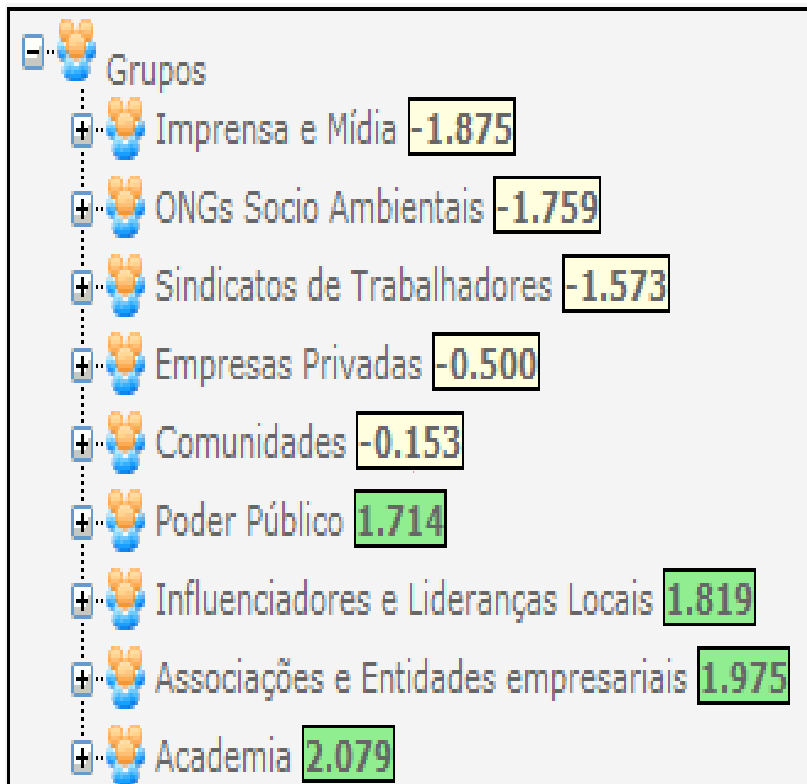 Grupos
Imprensa e Mídia -1.875
ONGs Socio Ambientais -1.759
Sindicatos de Trabalhadores -1.573
Empresas Privadas -0.500
Comunidades -0.153
Poder Público 1.714
Influenciadores e Lideranças Locais 1.819
Associações e Entidades empresariais 1.975
Academia 2.079